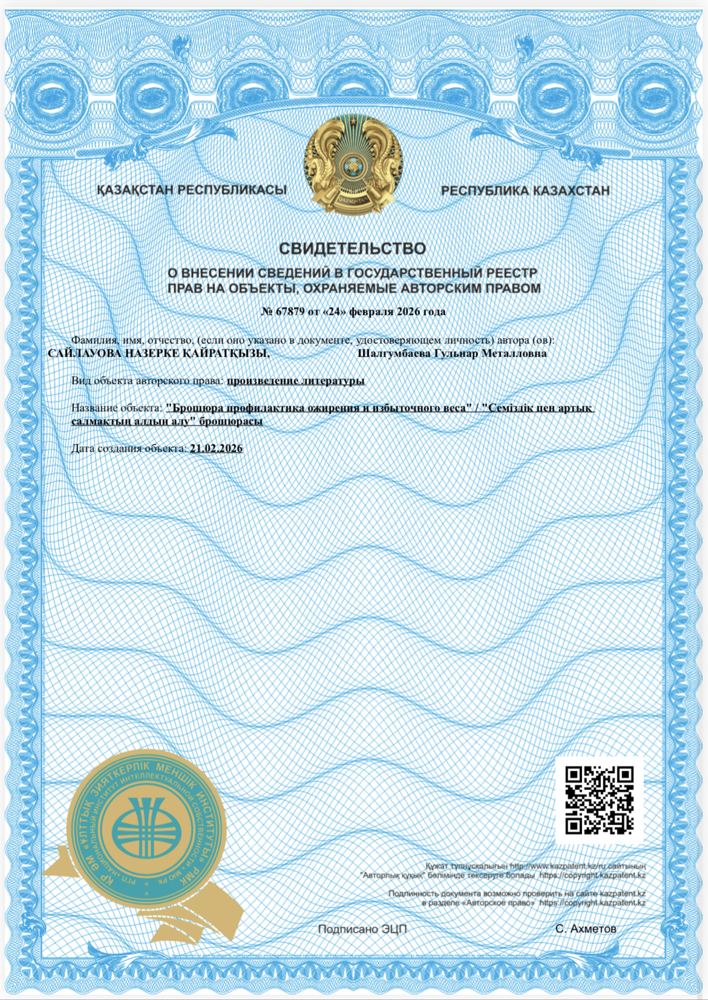 ҚАЗАҚСТАН РЕСПУБЛИКАСЫ
РЕСПУБЛИКА КАЗАХСТАН
QAZAQSTAN
СВИДЕТЕЛЬСТВО
О ВНЕСЕНИИ СВЕДЕНИЙ В ГОСУДАРСТВЕННЫЙ РЕЕСТР
ПРАВ НА ОБЪЕКТЫ, ОХРАНЯЕМЫЕ АВТОРСКИМ ПРАВОМ
№ 67879 от «24» февраля 2026 года
Фамилия, имя, отчество, (если оно указано в документе, удостоверяющем личность) автора (ов):
САЙЛАУОВА НАЗЕРКЕ ҚАЙРАТҚЫЗЫ, Шалгумбаева Гульнар Металловна
Вид объекта авторского права: произведение литературы
Название объекта: "Брошюра профилактика ожирения и избыточного веса" / "Семіздік пен артық
салмақтың алдын алу" брошюрасы
Дата создания объекта: 21.02.2026
ҚР ӘМ «ҰЛТТЫҚ ЗИЯТКЕРЛІК МЕНШІК ИНСТИТУТЫ» РМК
РГП «НАЦИОНАЛЬНЫЙ ИНСТИТУТ ИНТЕЛЛЕКТУАЛЬНОЙ СОБСТВЕННОСТИ» МЮ РК
Құжат түпнұсқалығын http://www.kazpatent.kz/ru сайтының
"Авторлық құқық" бөлімінде тексеруге болады https://copyright.kazpatent.kz
Подлинность документа возможно проверить на сайте kazpatent.kz
в разделе «Авторское право» https://copyright.kazpatent.kz
Подписано ЭЦП
С. Ахметов